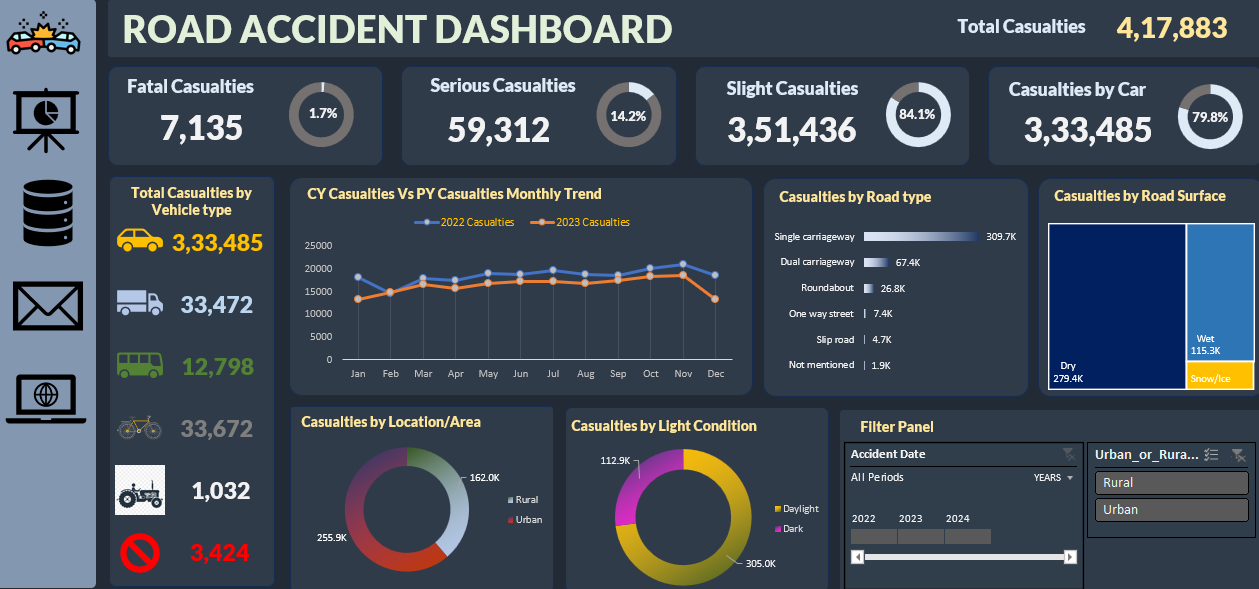 ROAD ACCIDENT DASHBOARD
Total Casualties 4,17,883
Fatal Casualties
7,135
1.7%
Serious Casualties
59,312
14.2%
Slight Casualties
3,51,436
84.1%
Casualties by Car
3,33,485
79.8%
Total Casualties by
Vehicle type
3,33,485
33,472
12,798
33,672
1,032
3,424
CY Casualties Vs PY Casualties Monthly Trend
2022 Casualties 2023 Casualties
25000
20000
15000
10000
5000
0
Jan Feb Mar Apr May Jun Jul Aug Sep Oct Nov Dec
Casualties by Road type
Single carriageway 309.7K
Dual carriageway 67.4K
Roundabout 26.8K
One way street 7.4K
Slip road 4.7K
Not mentioned 1.9K
Casualties by Road Surface
Dry
279.4K
Wet
115.3K
Snow/Ice
Casualties by Location/Area
162.0K
255.9K
Rural
Urban
Casualties by Light Condition
112.9K
305.0K
Daylight
Dark
Filter Panel
Accident Date
All Periods YEARS
2022 2023 2024
Urban_or_Rura...
Rural
Urban